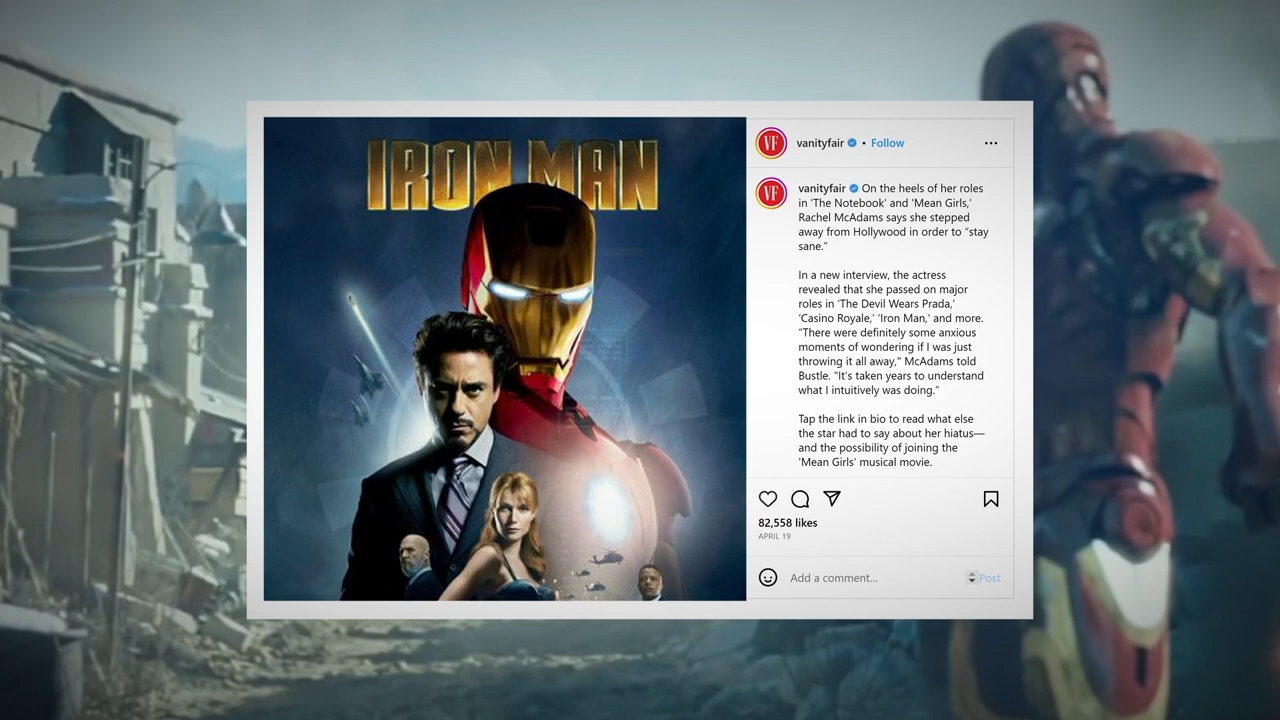 IRON MAN
VF
vanityfair • Follow
VF
vanityfair On the heels of her roles
in 'The Notebook' and 'Mean Girls,'
Rachel McAdams says she stepped
away from Hollywood in order to “stay
sane.”
In a new interview, the actress
revealed that she passed on major
roles in ‘The Devil Wears Prada,’
‘Casino Royale,’ ‘Iron Man,’ and more.
“There were definitely some anxious
moments of wondering if I was just
throwing it all away," McAdams told
Bustle. “It’s taken years to understand
what I intuitively was doing.”
Tap the link in bio to read what else
the star had to say about her hiatus—
and the possibility of joining the
'Mean Girls' musical movie.
82,558 likes
APRIL 19
Add a comment...
Post